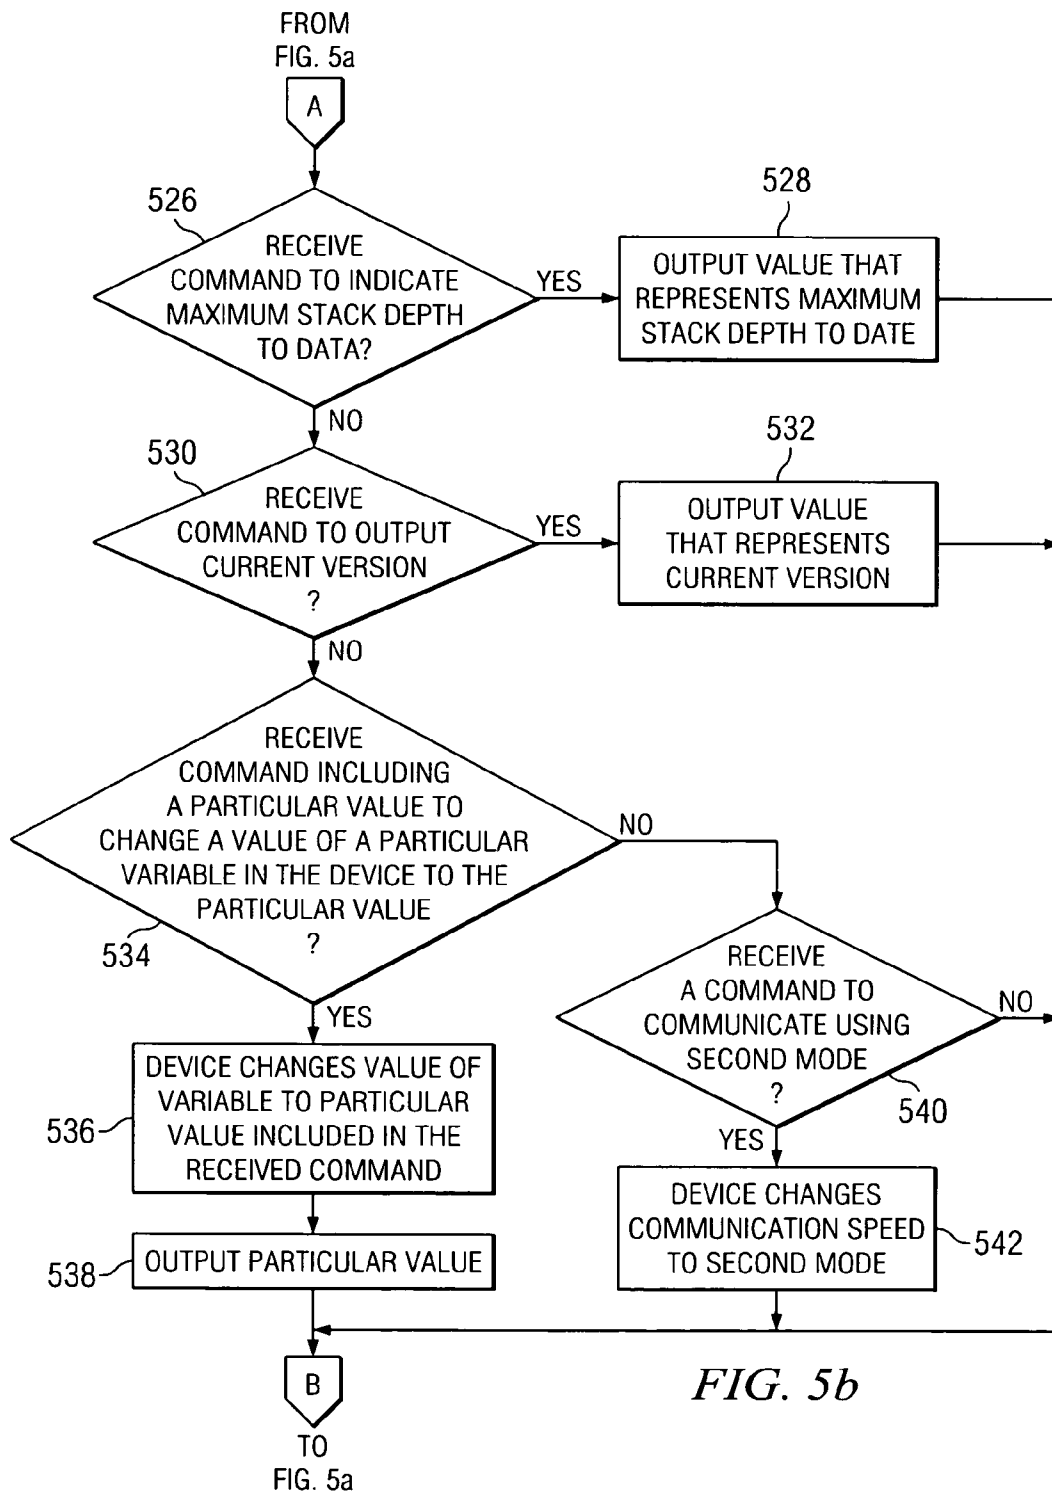 FROM
FIG. 5a
A
526
RECEIVE
COMMAND TO INDICATE
MAXIMUM STACK DEPTH
TO DATA?
YES
528
OUTPUT VALUE THAT
REPRESENTS MAXIMUM
STACK DEPTH TO DATE
NO
530
RECEIVE
COMMAND TO OUTPUT
CURRENT VERSION
?
YES
532
OUTPUT VALUE
THAT REPRESENTS
CURRENT VERSION
NO
RECEIVE
COMMAND INCLUDING
A PARTICULAR VALUE TO
CHANGE A VALUE OF A PARTICULAR
VARIABLE IN THE DEVICE TO THE
PARTICULAR VALUE
?
534
NO
YES
RECEIVE
A COMMAND TO
COMMUNICATE USING
SECOND MODE
?
NO
540
YES
536
DEVICE CHANGES VALUE OF
VARIABLE TO PARTICULAR
VALUE INCLUDED IN THE
RECEIVED COMMAND
DEVICE CHANGES
COMMUNICATION SPEED
TO SECOND MODE
542
538
OUTPUT PARTICULAR VALUE
B
TO
FIG. 5a
FIG. 5b